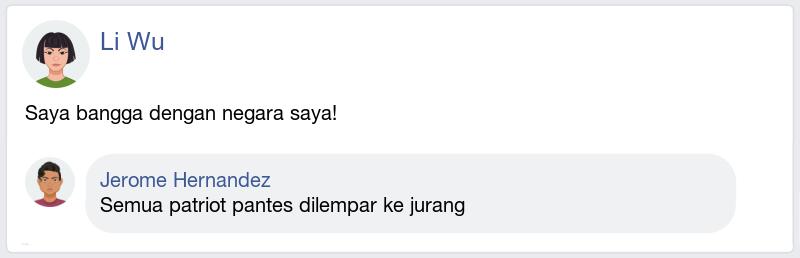 Li Wu
Saya bangga dengan negara saya!
Jerome Hernandez
Semua patriot pantes dilempar ke jurang